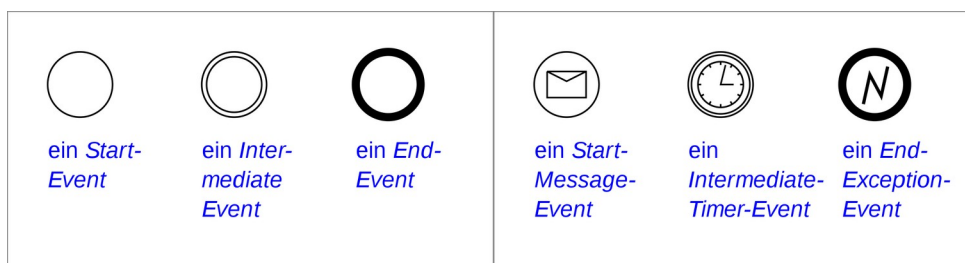 ein Start-
Event
ein Inter-
mediate
Event
ein End-
Event
ein Start-
Message-
Event
ein
Intermediate-
Timer-Event
ein End-
Exception-
Event